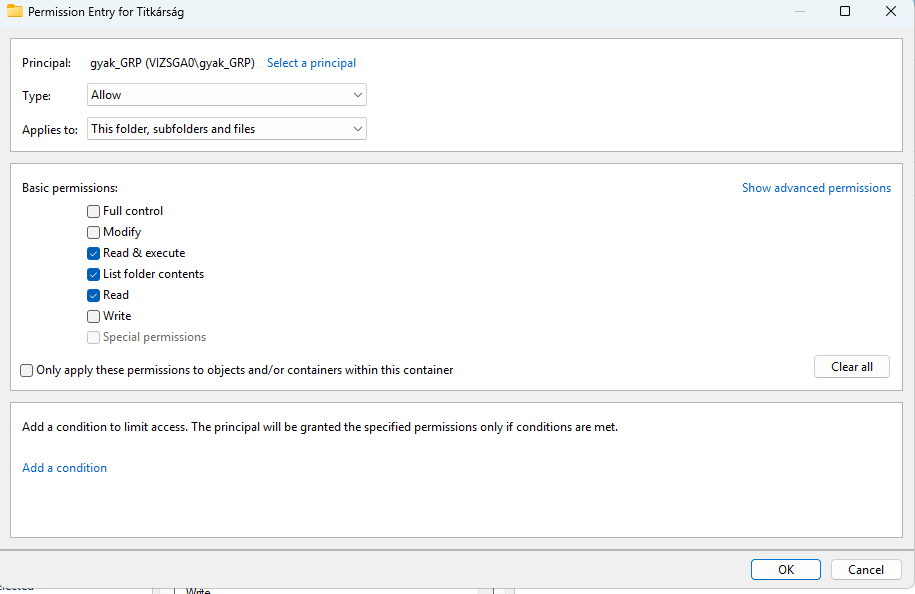 Permission Entry for Titkárság
Principal: gyak_GRP (VIZSGA0\gyak_GRP) Select a principal
Type: Allow
Applies to: This folder, subfolders and files
Basic permissions: Show advanced permissions
Full control
Modify
Read & execute
List folder contents
Read
Write
Special permissions
Only apply these permissions to objects and/or containers within this container
Clear all
Add a condition to limit access. The principal will be granted the specified permissions only if conditions are met.
Add a condition
OK Cancel
Write